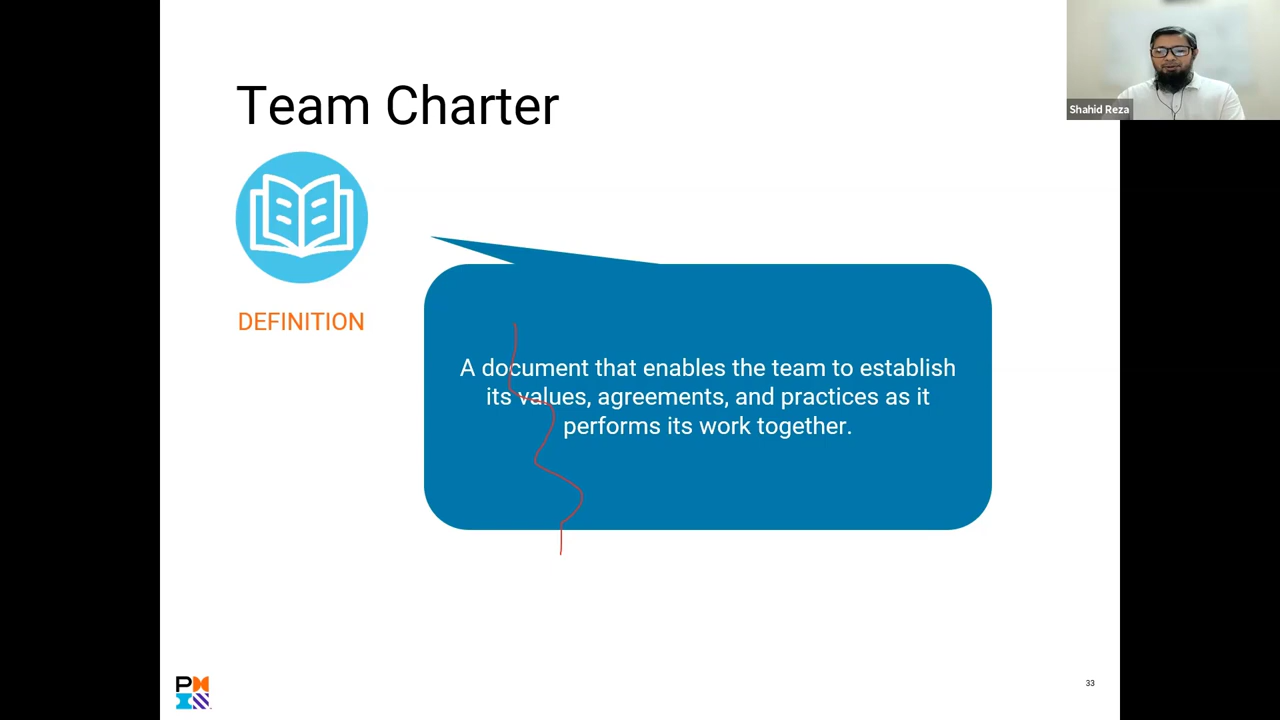 Team Charter
Shahid Reza
DEFINITION
A document that enables the team to establish
its values, agreements, and practices as it
performs its work together.
PM
33